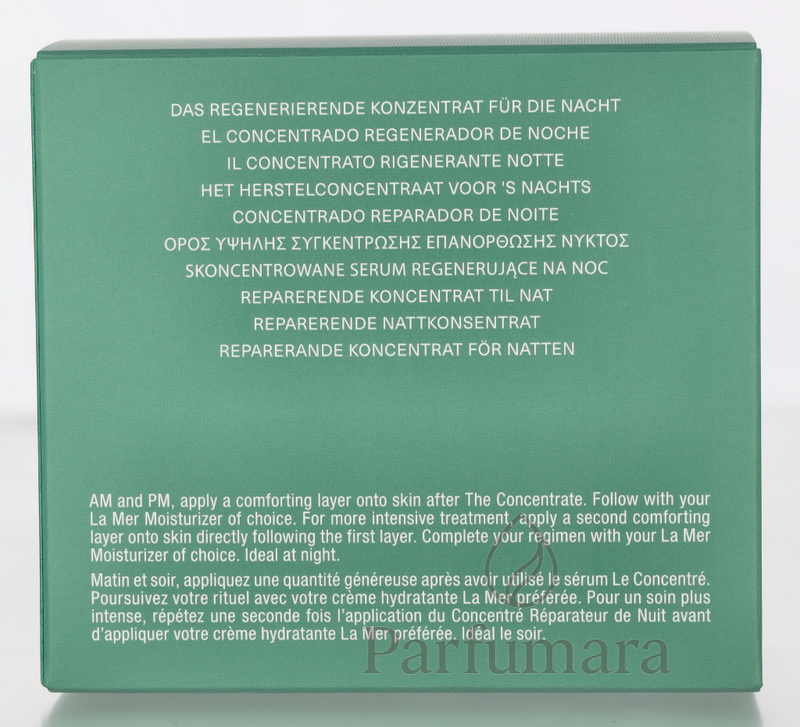 DAS REGENERIERENDE KONZENTRAT FÜR DIE NACHT
EL CONCENTRADO REGENERADOR DE NOCHE
IL CONCENTRATO RIGENERANTE NOTTE
HET HERSTELCONCENTRAAT VOOR 'S NACHTS
CONCENTRADO REPARADOR DE NOITE
ΟΡΟΣ ΥΨΗΛΗΣ ΣΥΓΚΕΝΤΡΩΣΗΣ ΕΠΑΝΟΡΘΩΣΗΣ ΝΥΚΤΟΣ
SKONCENTROWANE SERUM REGENERUJĄCE NA NOC
REPARERENDE KONCENTRAT TIL NAT
REPARERENDE NATTKONSENTRAT
REPARERANDE KONCENTRAT FÖR NATTEN
AM and PM, apply a comforting layer onto skin after The Concentrate. Follow with your
La Mer Moisturizer of choice. For more intensive treatment, apply a second comforting
layer onto skin directly following the first layer. Complete your regimen with your La Mer
Moisturizer of choice. Ideal at night.
Matin et soir, appliquez une quantité généreuse après avoir utilisé le sérum Le Concentré.
Poursuivez votre rituel avec votre crème hydratante La Mer préférée. Pour un soin plus
intense, répétez une seconde fois l'application du Concentré Réparateur de Nuit avant
d'appliquer votre crème hydratante La Mer préférée. Idéal le soir.
Parfumara